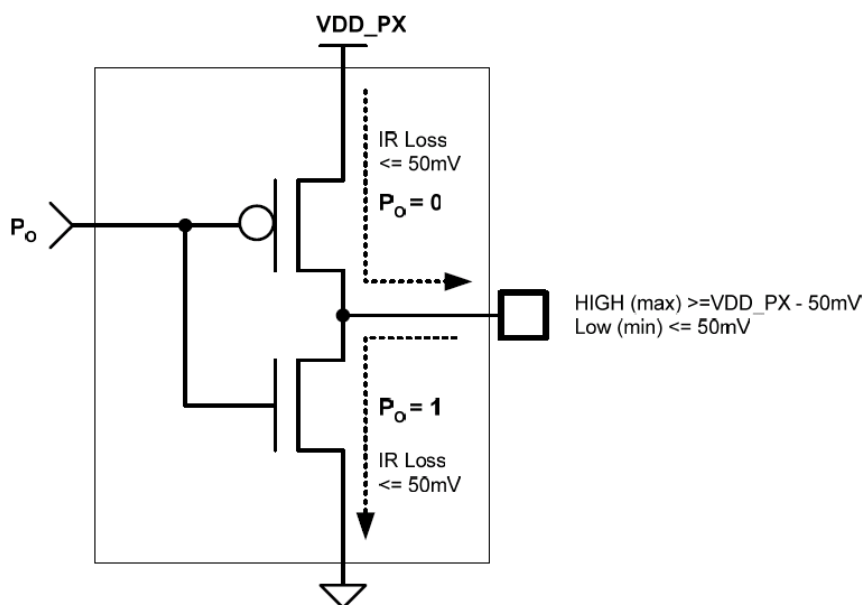 VDD_PX
IR Loss
<= 50mV
Po = 0
Po
HIGH (max) >=VDD_PX - 50mV
Low (min) <= 50mV
Po = 1
IR Loss
<= 50mV